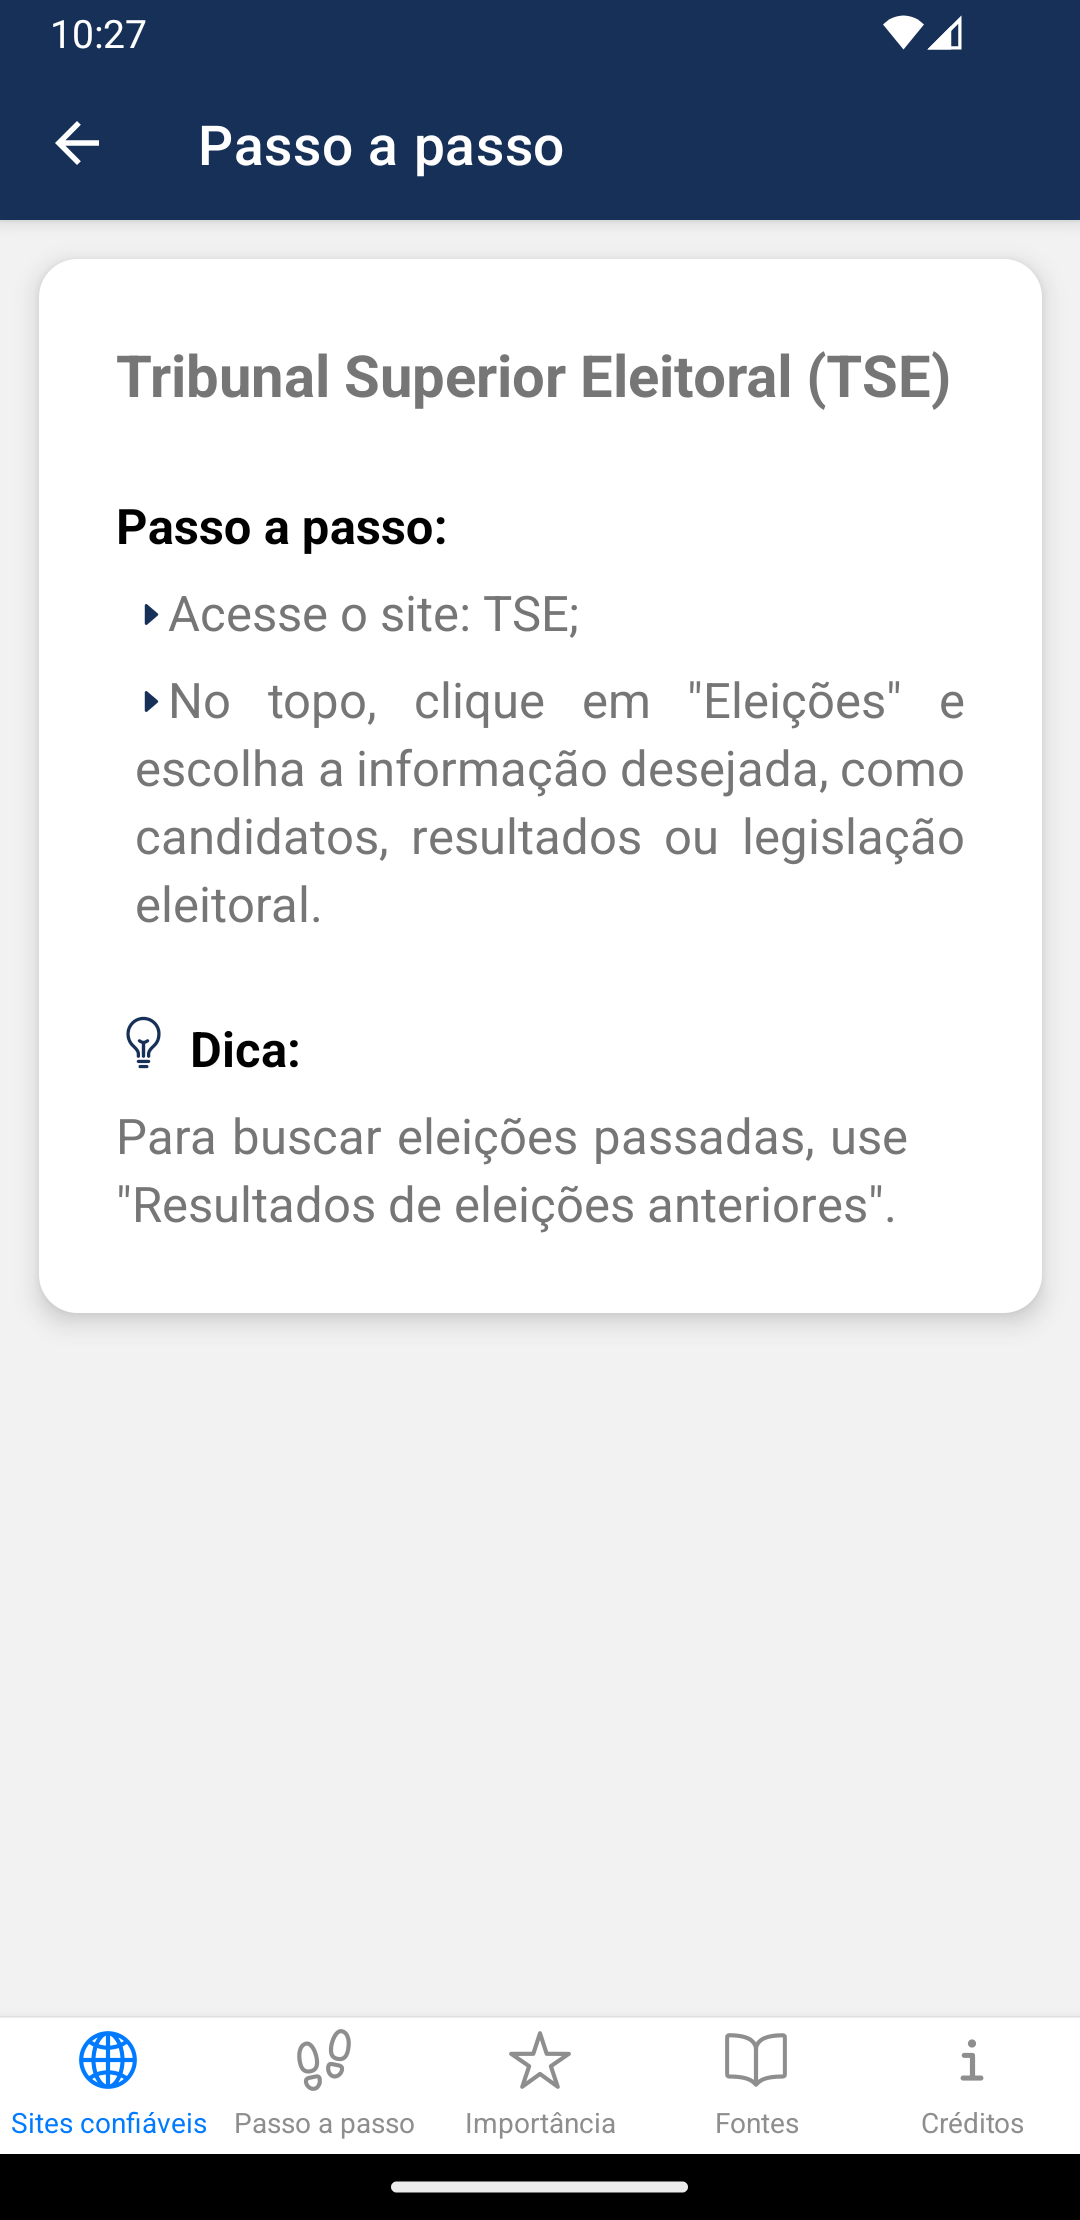 10:27
Passo a passo
Tribunal Superior Eleitoral (TSE)
Passo a passo:
Acesse o site: TSE;
No topo, clique em "Eleições" e
escolha a informação desejada, como
candidatos, resultados ou legislação
eleitoral.
Dica:
Para buscar eleições passadas, use
"Resultados de eleições anteriores".
Sites confiáveis
Passo a passo
Importância
Fontes
Créditos